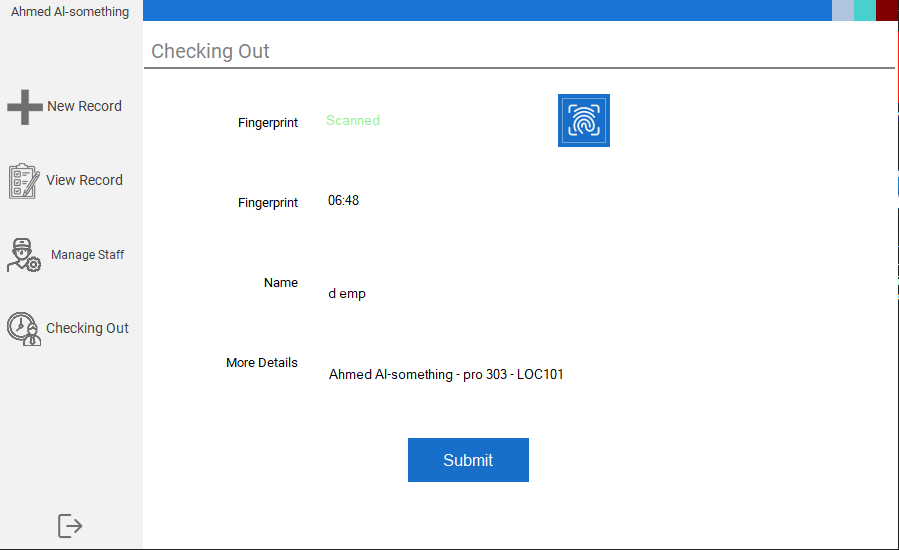 Ahmed Al-something
New Record
View Record
Manage Staff
Checking Out
Checking Out
Fingerprint Scanned
Fingerprint 06:48
Name d emp
More Details Ahmed Al-something - pro 303 - LOC101
Submit